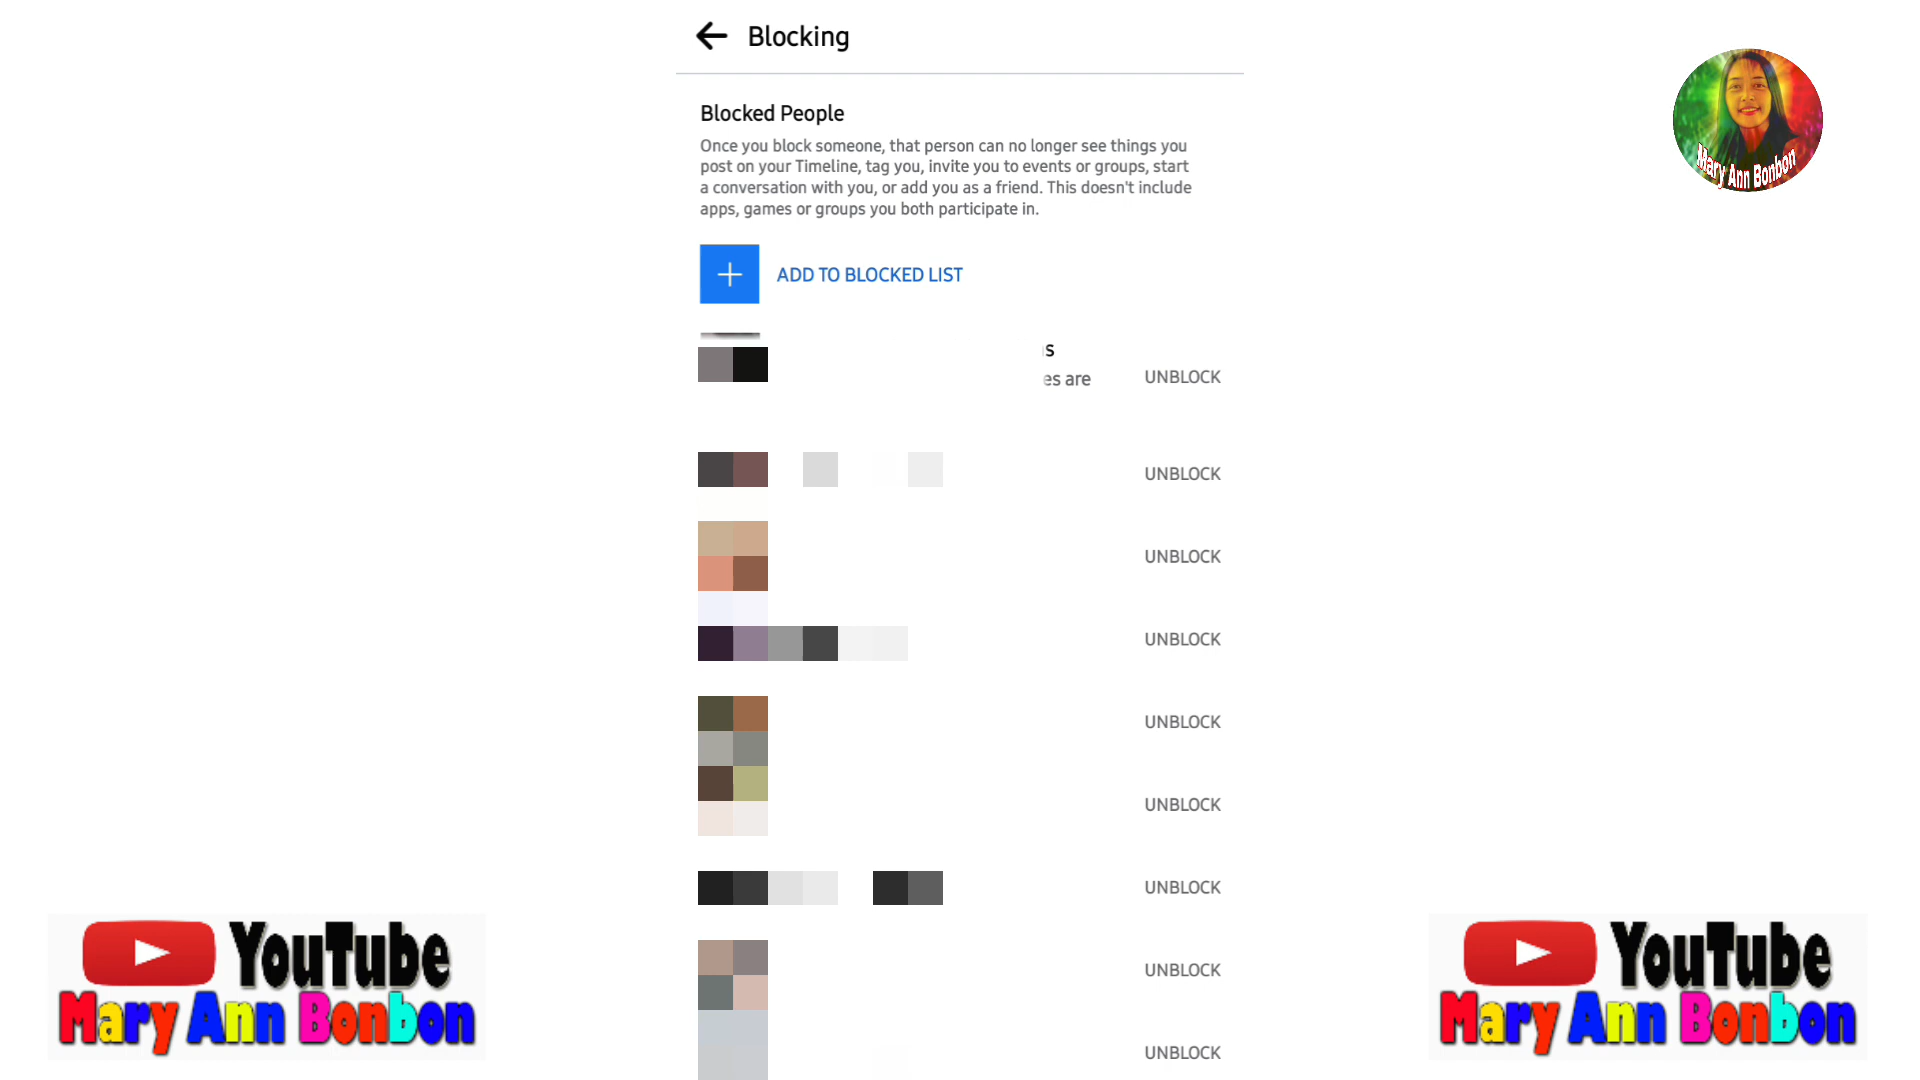 Blocking
Blocked People
Once you block someone, that person can no longer see things you
post on your Timeline, tag you, invite you to events or groups, start
a conversation with you, or add you as a friend. This doesn't include
apps, games or groups you both participate in.
ADD TO BLOCKED LIST
s
es are
UNBLOCK
UNBLOCK
UNBLOCK
UNBLOCK
UNBLOCK
UNBLOCK
UNBLOCK
UNBLOCK
UNBLOCK
Mary Ann Bonbon
YouTube
Mary Ann Bonbon
YouTube
Mary Ann Bonbon